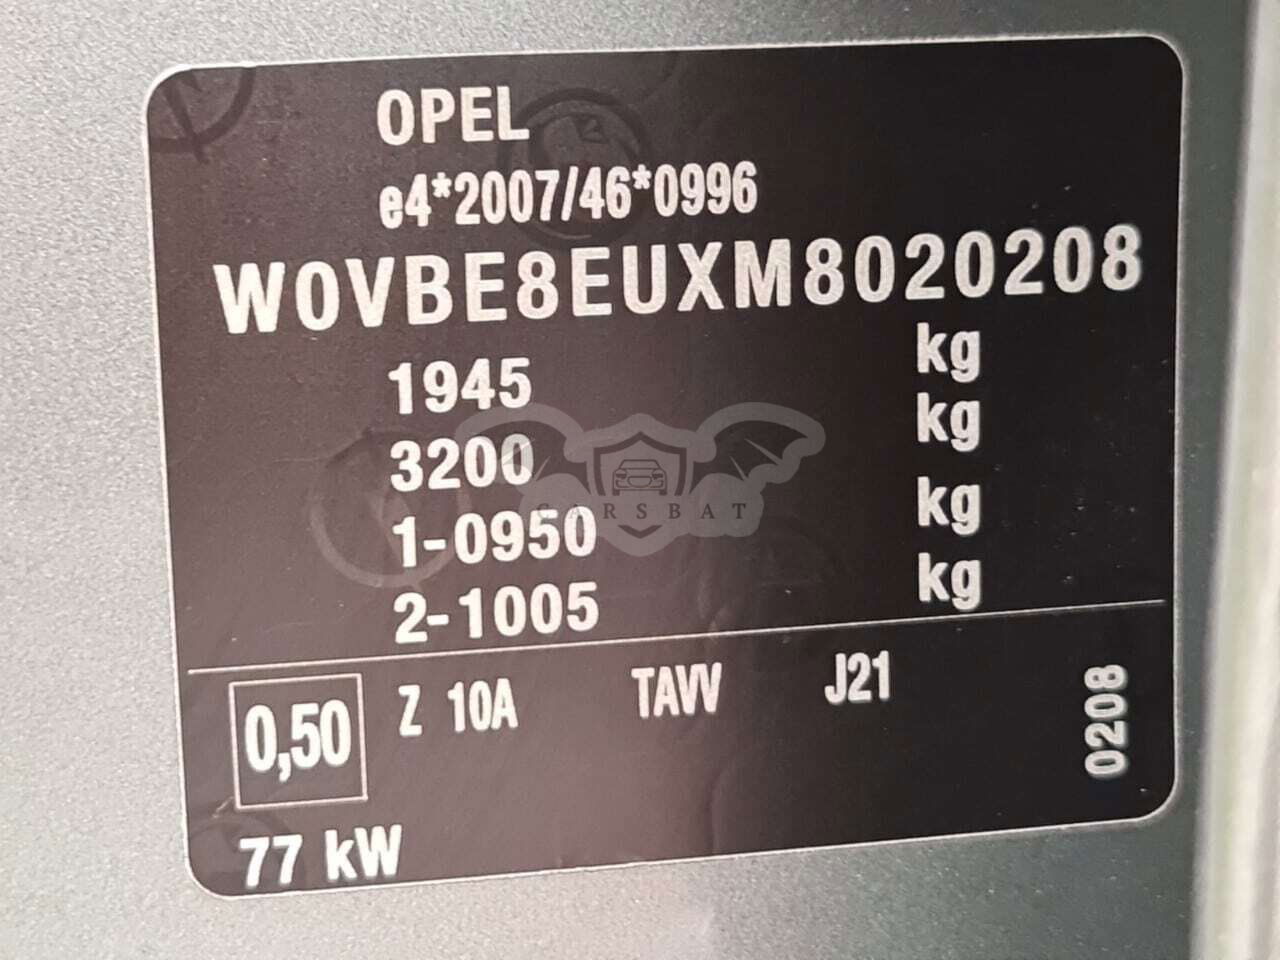 OPEL
e4*2007/46*0996
W0VBE8EUXM8020208
1945 kg
3200 kg
1-0950 kg
2-1005 kg
CARSBAT
0,50 Z 10A TAVV J21
0208
77 kW